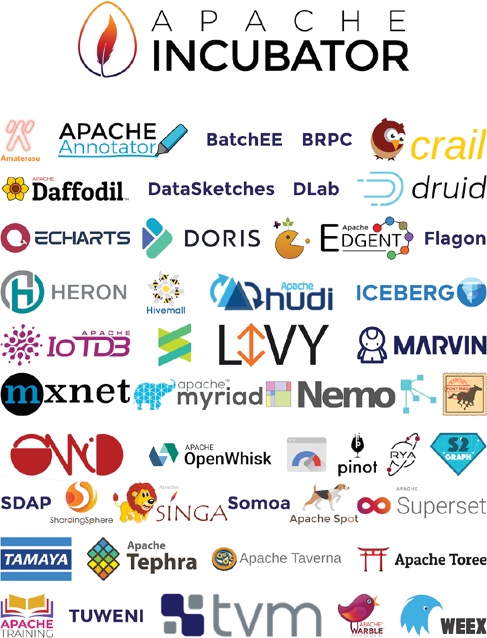 APACHE
INCUBATOR
Amaterasu
APACHE
Annotator
BatchEE
BRPC
crail
APACHE
Daffodil
DataSketches
DLab
druid
ECHARTS
DORIS
Apache
EDGENT
Flagon
HERON
Hivemall
Apache
hudi
ICEBERG
APACHE
IoTDB
LIVY
MARVIN
mxnet
apache
myriad
Nemo
OWID
APACHE
OpenWhisk
pinot
RYA
S2
GRAPH
SDAP
ShardingSphere
Apache
SINGA
Somoa
Apache Spot
APACHE
Superset
TAMAYA
Apache
Tephra
Apache Taverna
Apache Toree
APACHE
TRAINING
TUWENI
tvm
APACHE
WARBLE
WEEX